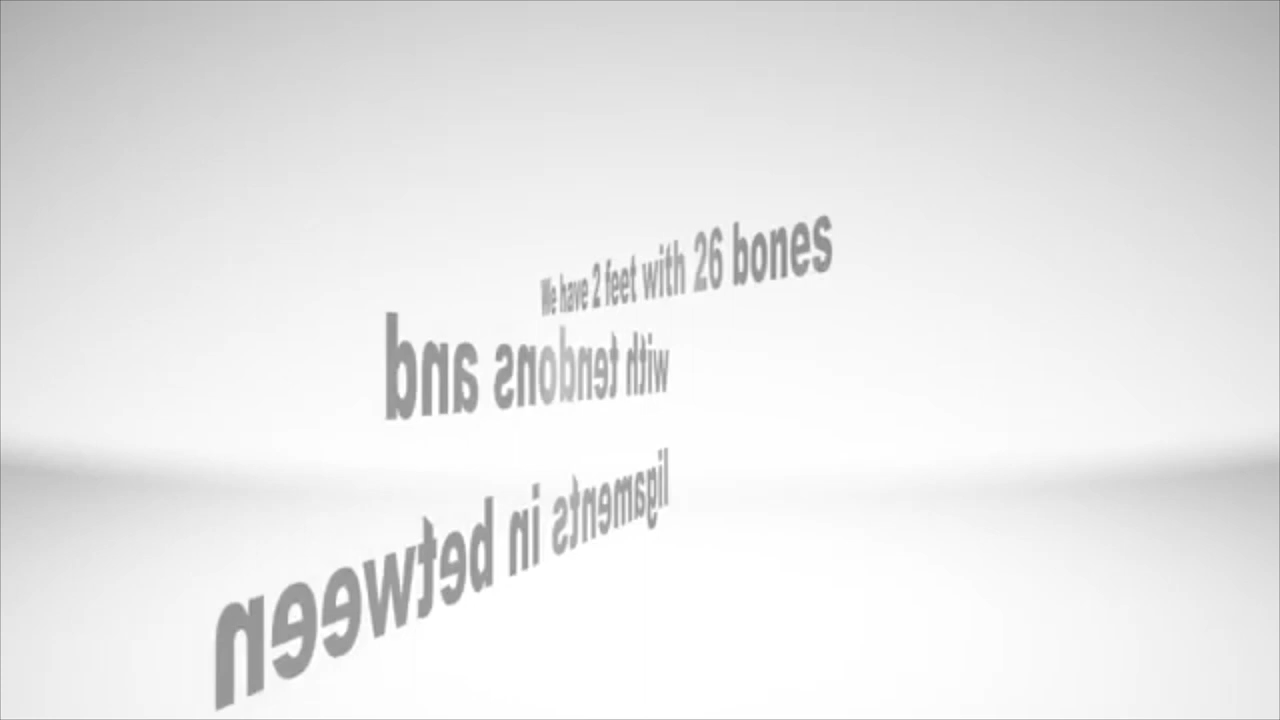 We have 2 feet with 26 bones
with tendons and
ligaments in between